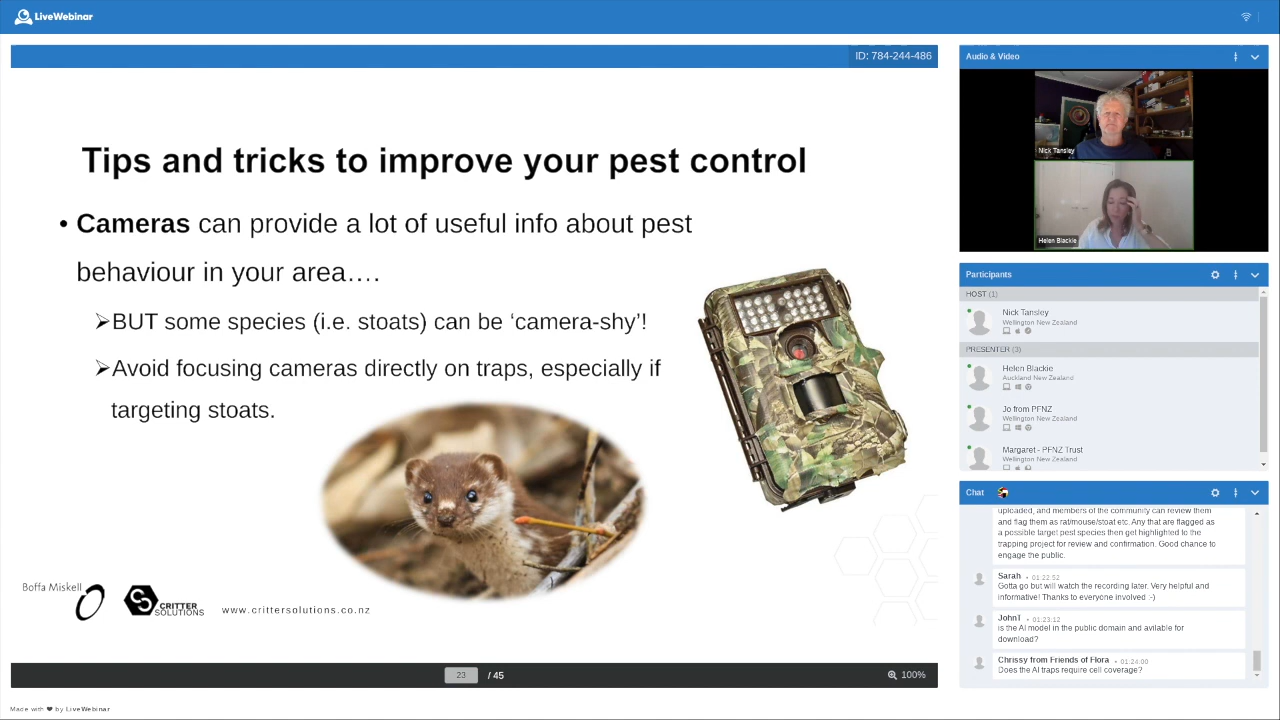 LiveWebinar
ID: 784-244-486
Tips and tricks to improve your pest control
• Cameras can provide a lot of useful info about pest
behaviour in your area….
➢BUT some species (i.e. stoats) can be ‘camera-shy’!
➢Avoid focusing cameras directly on traps, especially if
targeting stoats.
Boffa Miskell
CRITTER
SOLUTIONS
www.crittersolutions.co.nz
23 / 45
100%
Made with ❤ by LiveWebinar
Audio & Video
Nick Tansley
Helen Blackie
Participants
HOST (1)
Nick Tansley
Wellington New Zealand
PRESENTER (3)
Helen Blackie
Auckland New Zealand
Jo from PFNZ
Wellington New Zealand
Margaret - PFNZ Trust
Wellington New Zealand
Chat
uploaded, and members of the community can review them
and flag them as rat/mouse/stoat etc. Any that are flagged as
a possible target pest species then get highlighted to the
trapping project for review and confirmation. Good chance to
engage the public.
Sarah • 01:22:52
Gotta go but will watch the recording later. Very helpful and
informative! Thanks to everyone involved :-)
JohnT • 01:23:12
is the AI model in the public domain and avilable for
download?
Chrissy from Friends of Flora • 01:24:00
Does the AI traps require cell coverage?